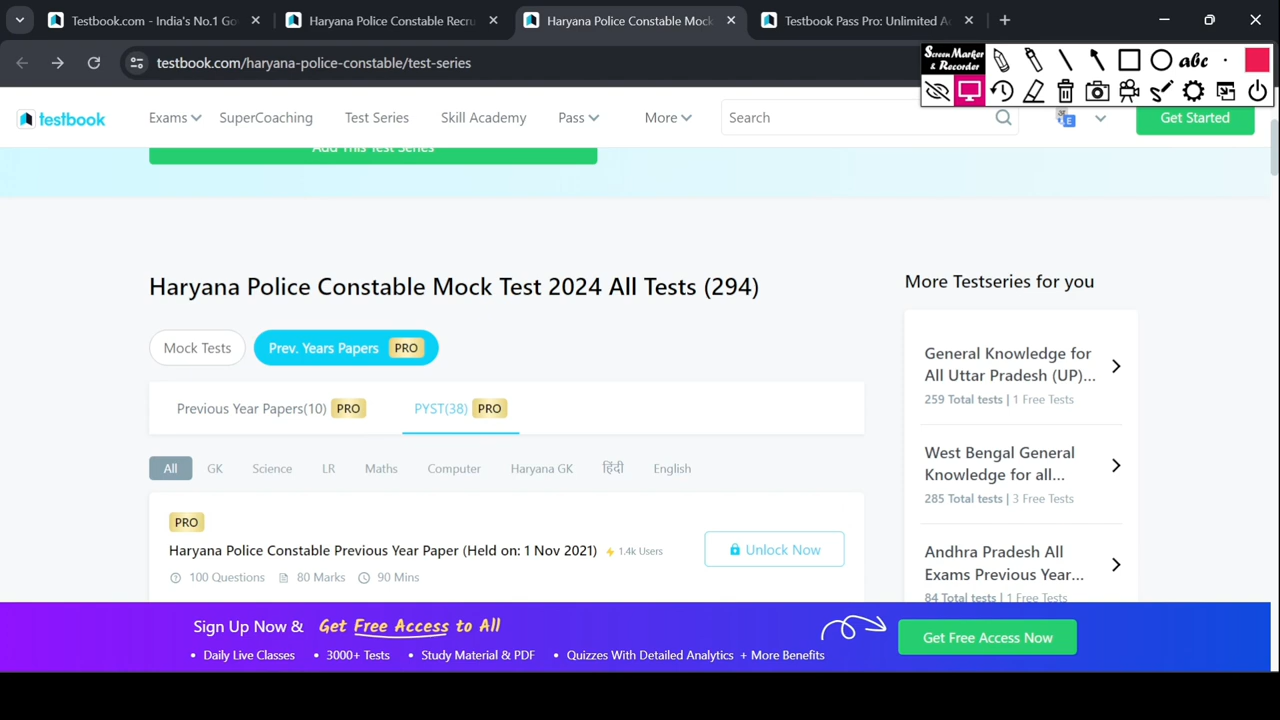 Testbook.com - India's No.1 Go
Haryana Police Constable Recru
Haryana Police Constable Mock
Testbook Pass Pro: Unlimited Ac
testbook.com/haryana-police-constable/test-series
Screen Marker
& Recorder
abc
testbook
Exams
SuperCoaching
Test Series
Skill Academy
Pass
More
Search
Get Started
Add This Test Series
Haryana Police Constable Mock Test 2024 All Tests (294)
Mock Tests
Prev. Years Papers PRO
Previous Year Papers(10) PRO
PYST(38) PRO
All
GK
Science
LR
Maths
Computer
Haryana GK
हिंदी
English
PRO
Haryana Police Constable Previous Year Paper (Held on: 1 Nov 2021) 1.4k Users
100 Questions 80 Marks 90 Mins
Unlock Now
More Testseries for you
General Knowledge for
All Uttar Pradesh (UP)...
259 Total tests | 1 Free Tests
West Bengal General
Knowledge for all...
285 Total tests | 3 Free Tests
Andhra Pradesh All
Exams Previous Year...
84 Total tests | 1 Free Tests
Sign Up Now & Get Free Access to All
• Daily Live Classes • 3000+ Tests • Study Material & PDF • Quizzes With Detailed Analytics + More Benefits
Get Free Access Now